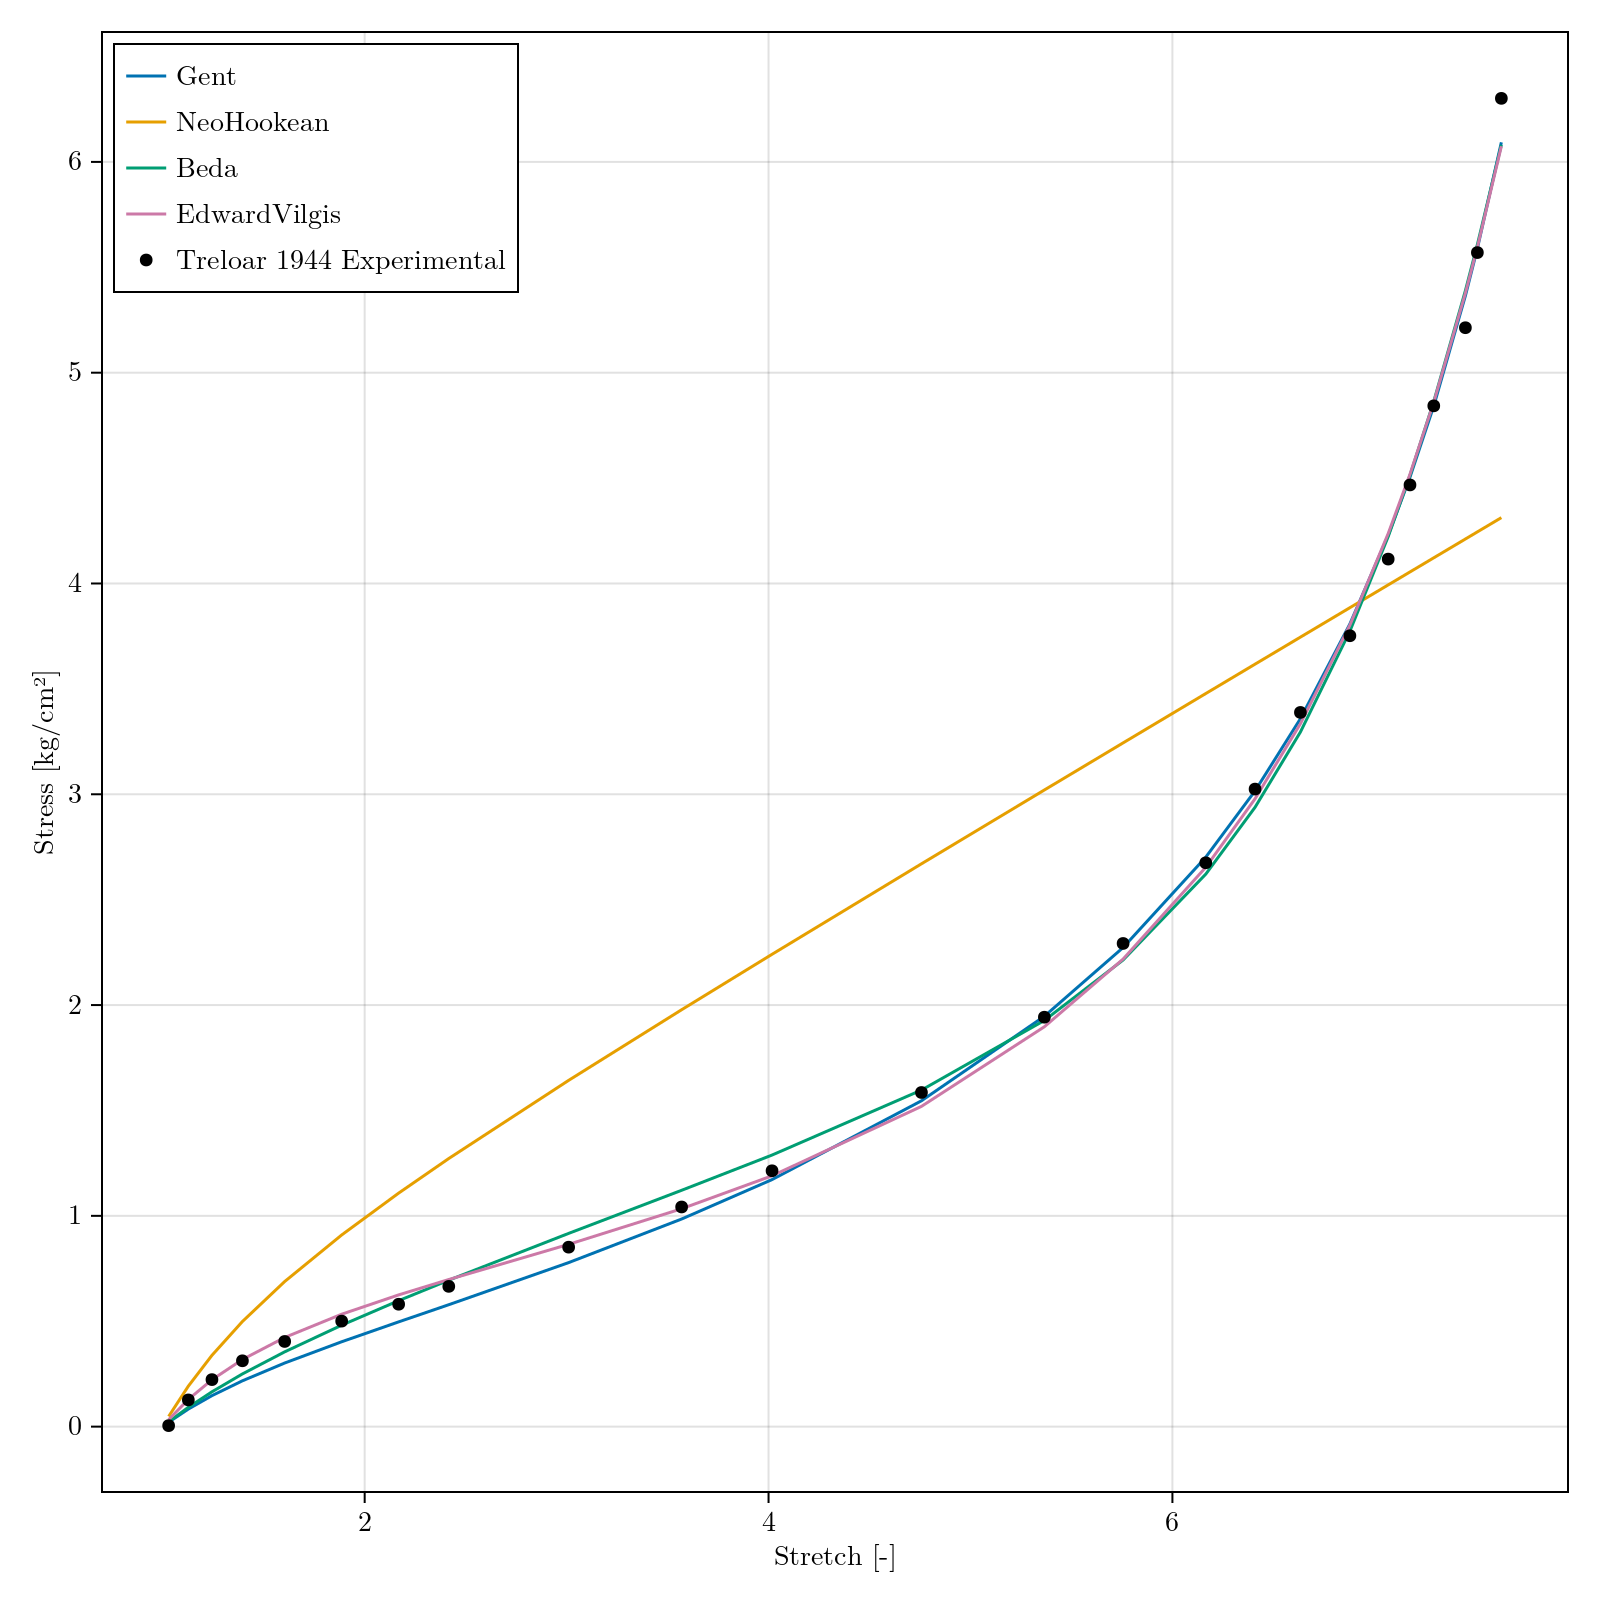 Gent
NeoHookean
Beda
EdwardVilgis
Treloar 1944 Experimental
6
5
4
3
2
1
0
Stress [kg/cm²]
2
4
6
Stretch [-]